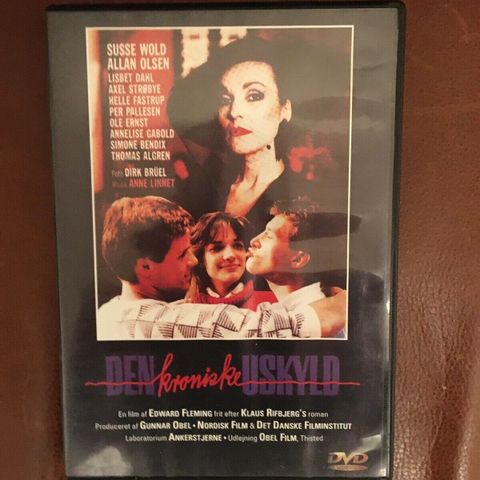 SUSSE WOLD
ALLAN OLSEN
LISBET DAHL
AXEL STRØBYE
HELLE FASTRUP
PER PALLESEN
OLE ERNST
ANNELISE GABOLD
SIMONE BENDIX
THOMAS ALGREN
Foto DIRK BRÜEL
Musik ANNE LINNET
DEN kroniske USKYLD
En film af EDWARD FLEMING frit efter KLAUS RIFBJERG'S roman
Produceret af GUNNAR OBEL • NORDISK FILM & DET DANSKE FILMINSTITUT
Laboratorium ANKERSTJERNE • Udlejning OBEL FILM, Thisted
DVD